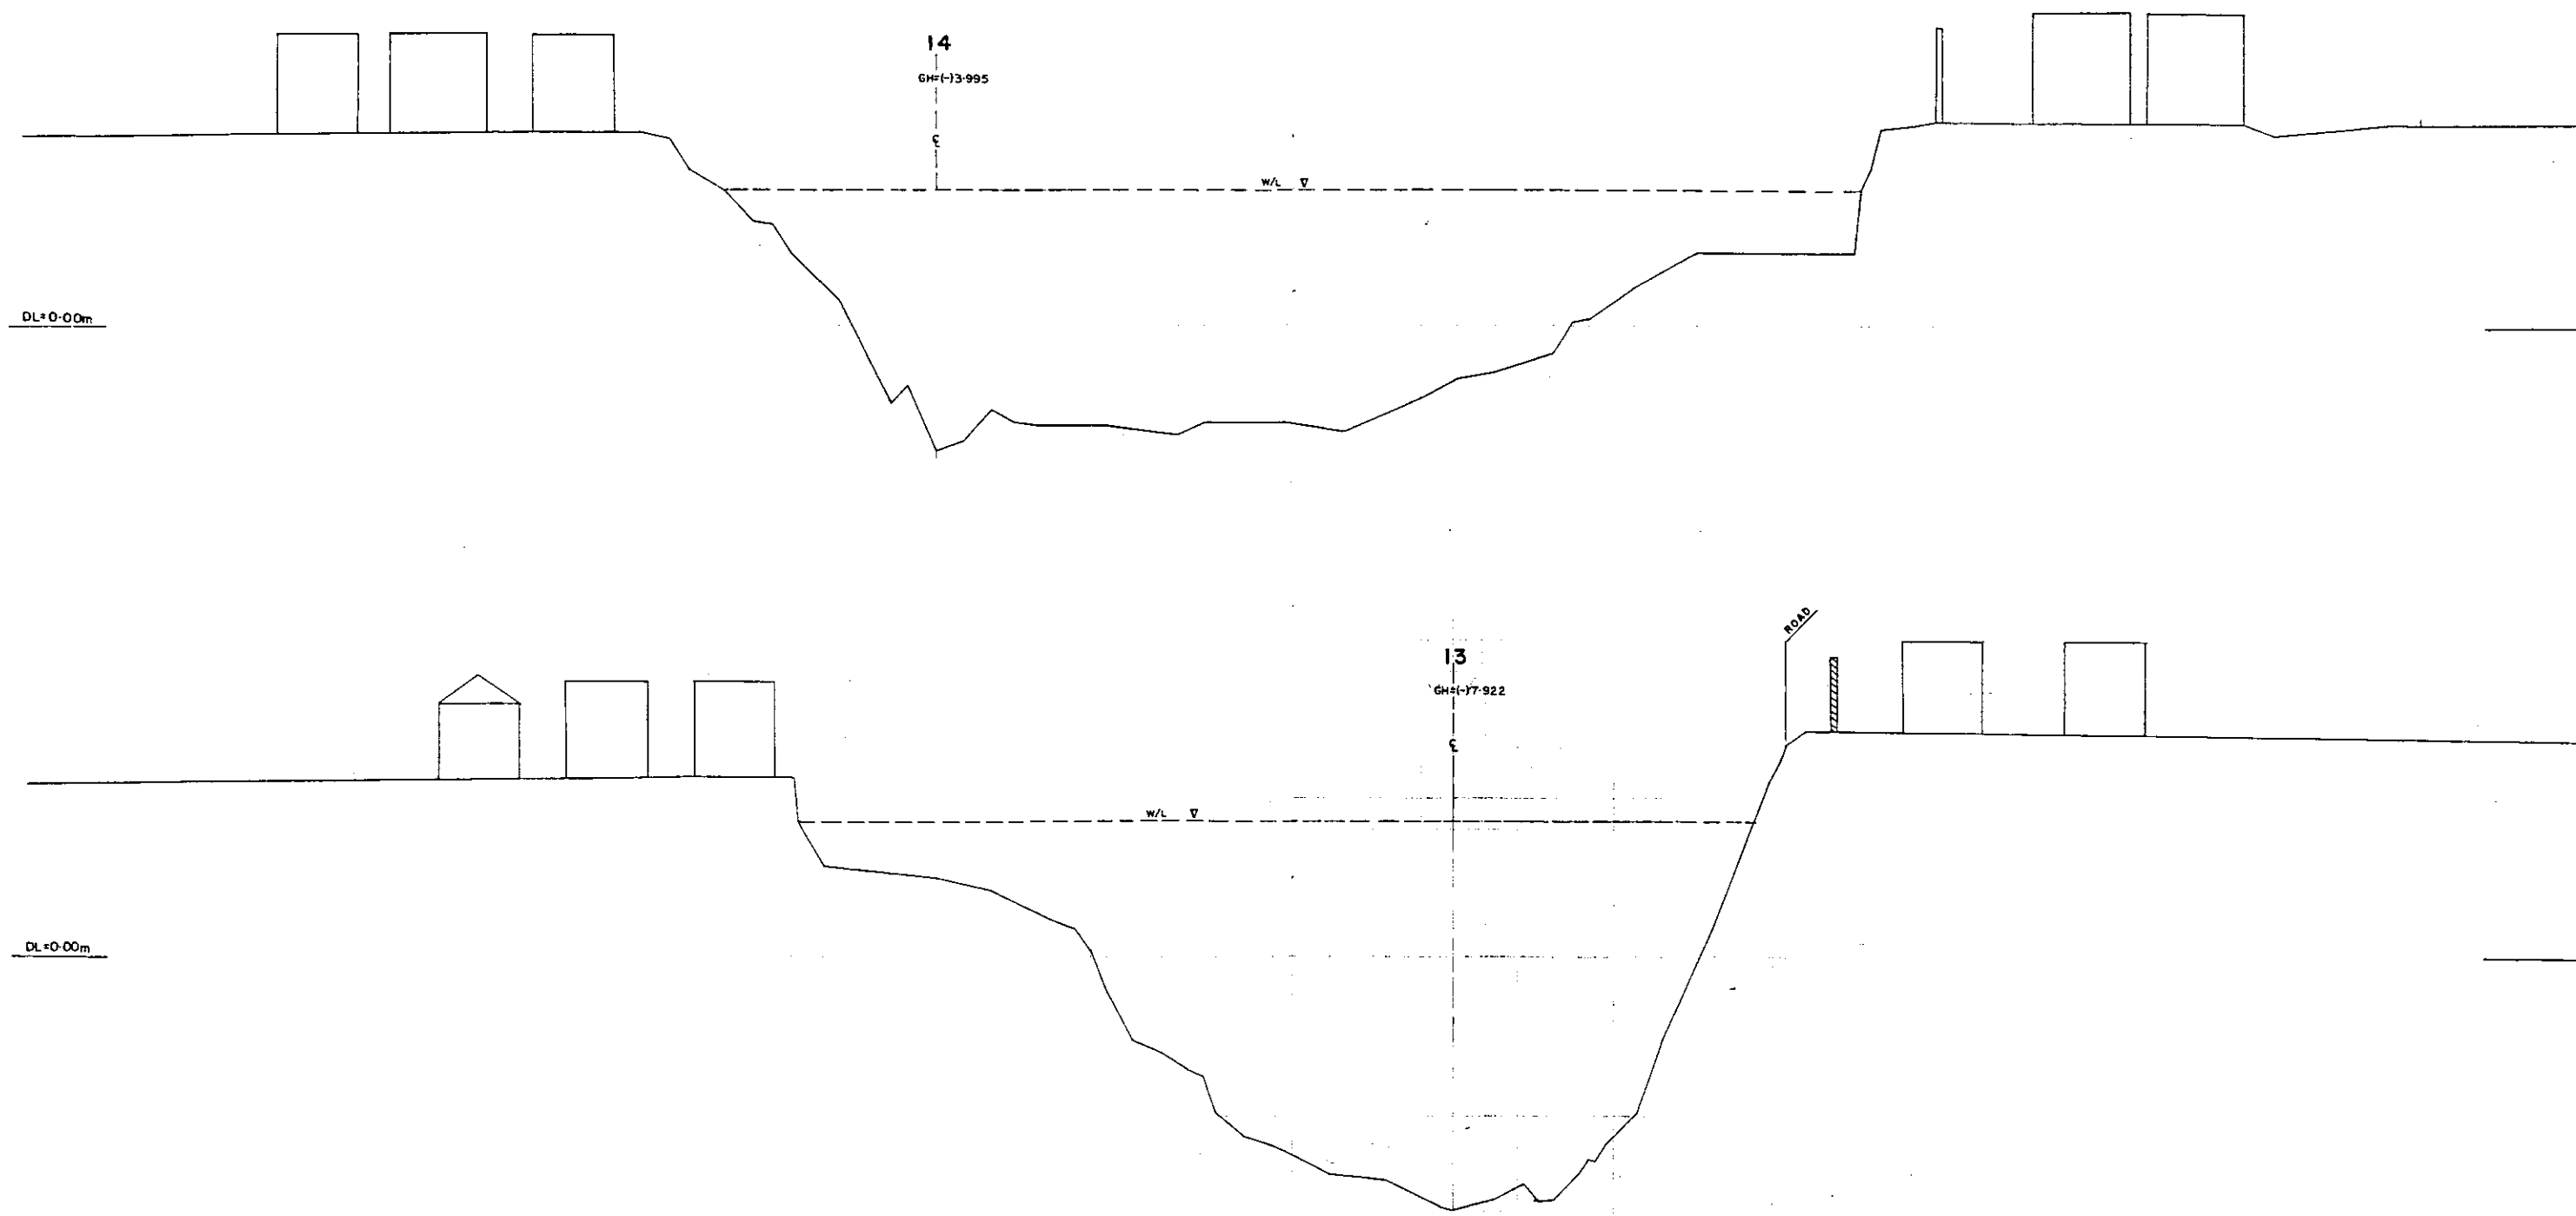 14
GH=(-)3·995
℄
W/L ∇
DL=0·00m
ROAD
13
GH=(-)7·922
℄
W/L ∇
DL=0·00m